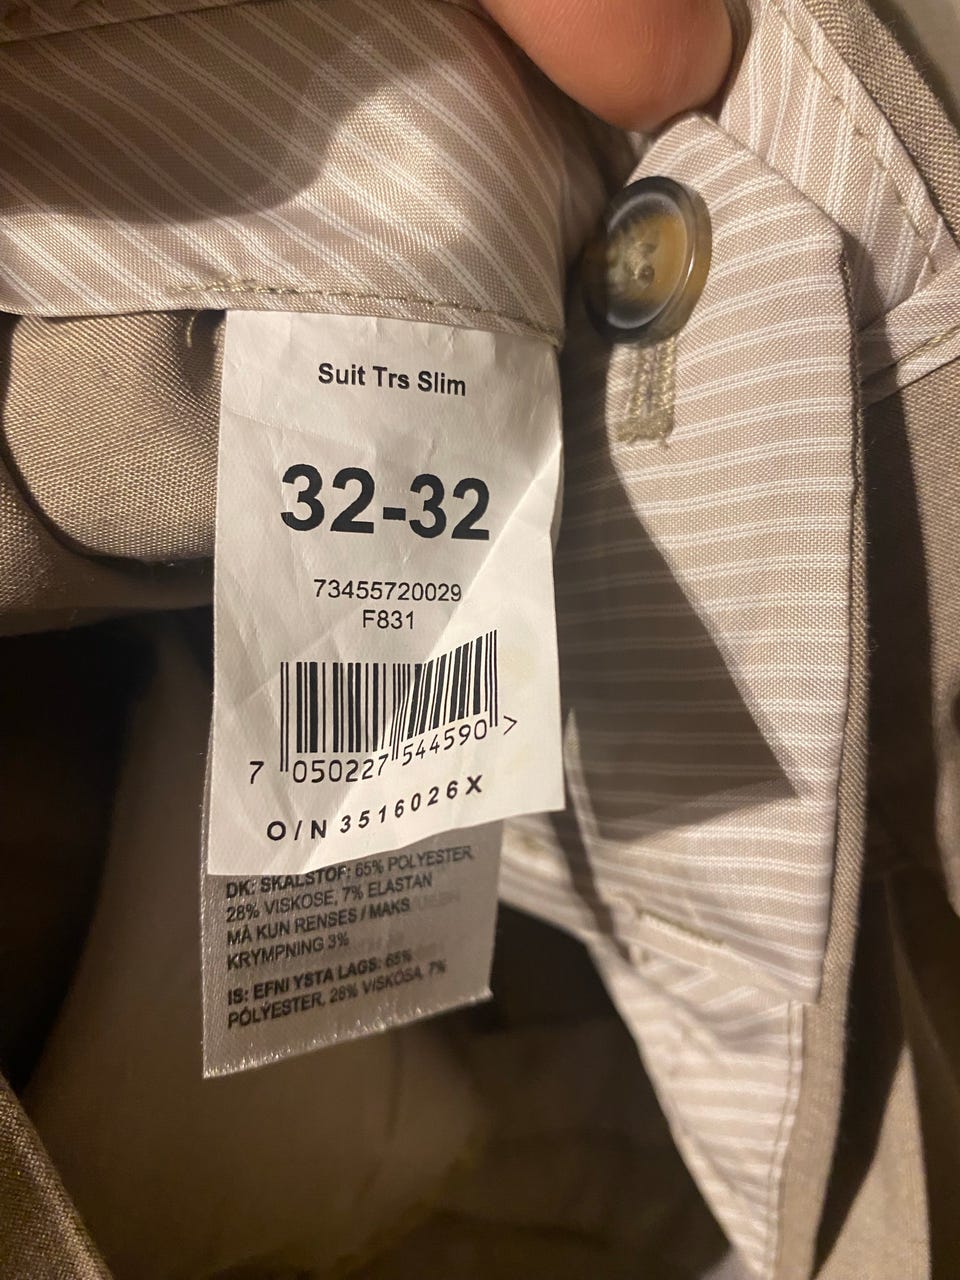 Suit Trs Slim
32-32
73455720029
F831
7 050227 544590 >
O/N 3516026X
DK: SKALSTOF: 65% POLYESTER,
28% VISKOSE, 7% ELASTAN
MÅ KUN RENSES / MAKS
KRYMPNING 3%
IS: EFNI YSTA LAGS: 65%
PÓLÝESTER, 28% VISKÓSA, 7%